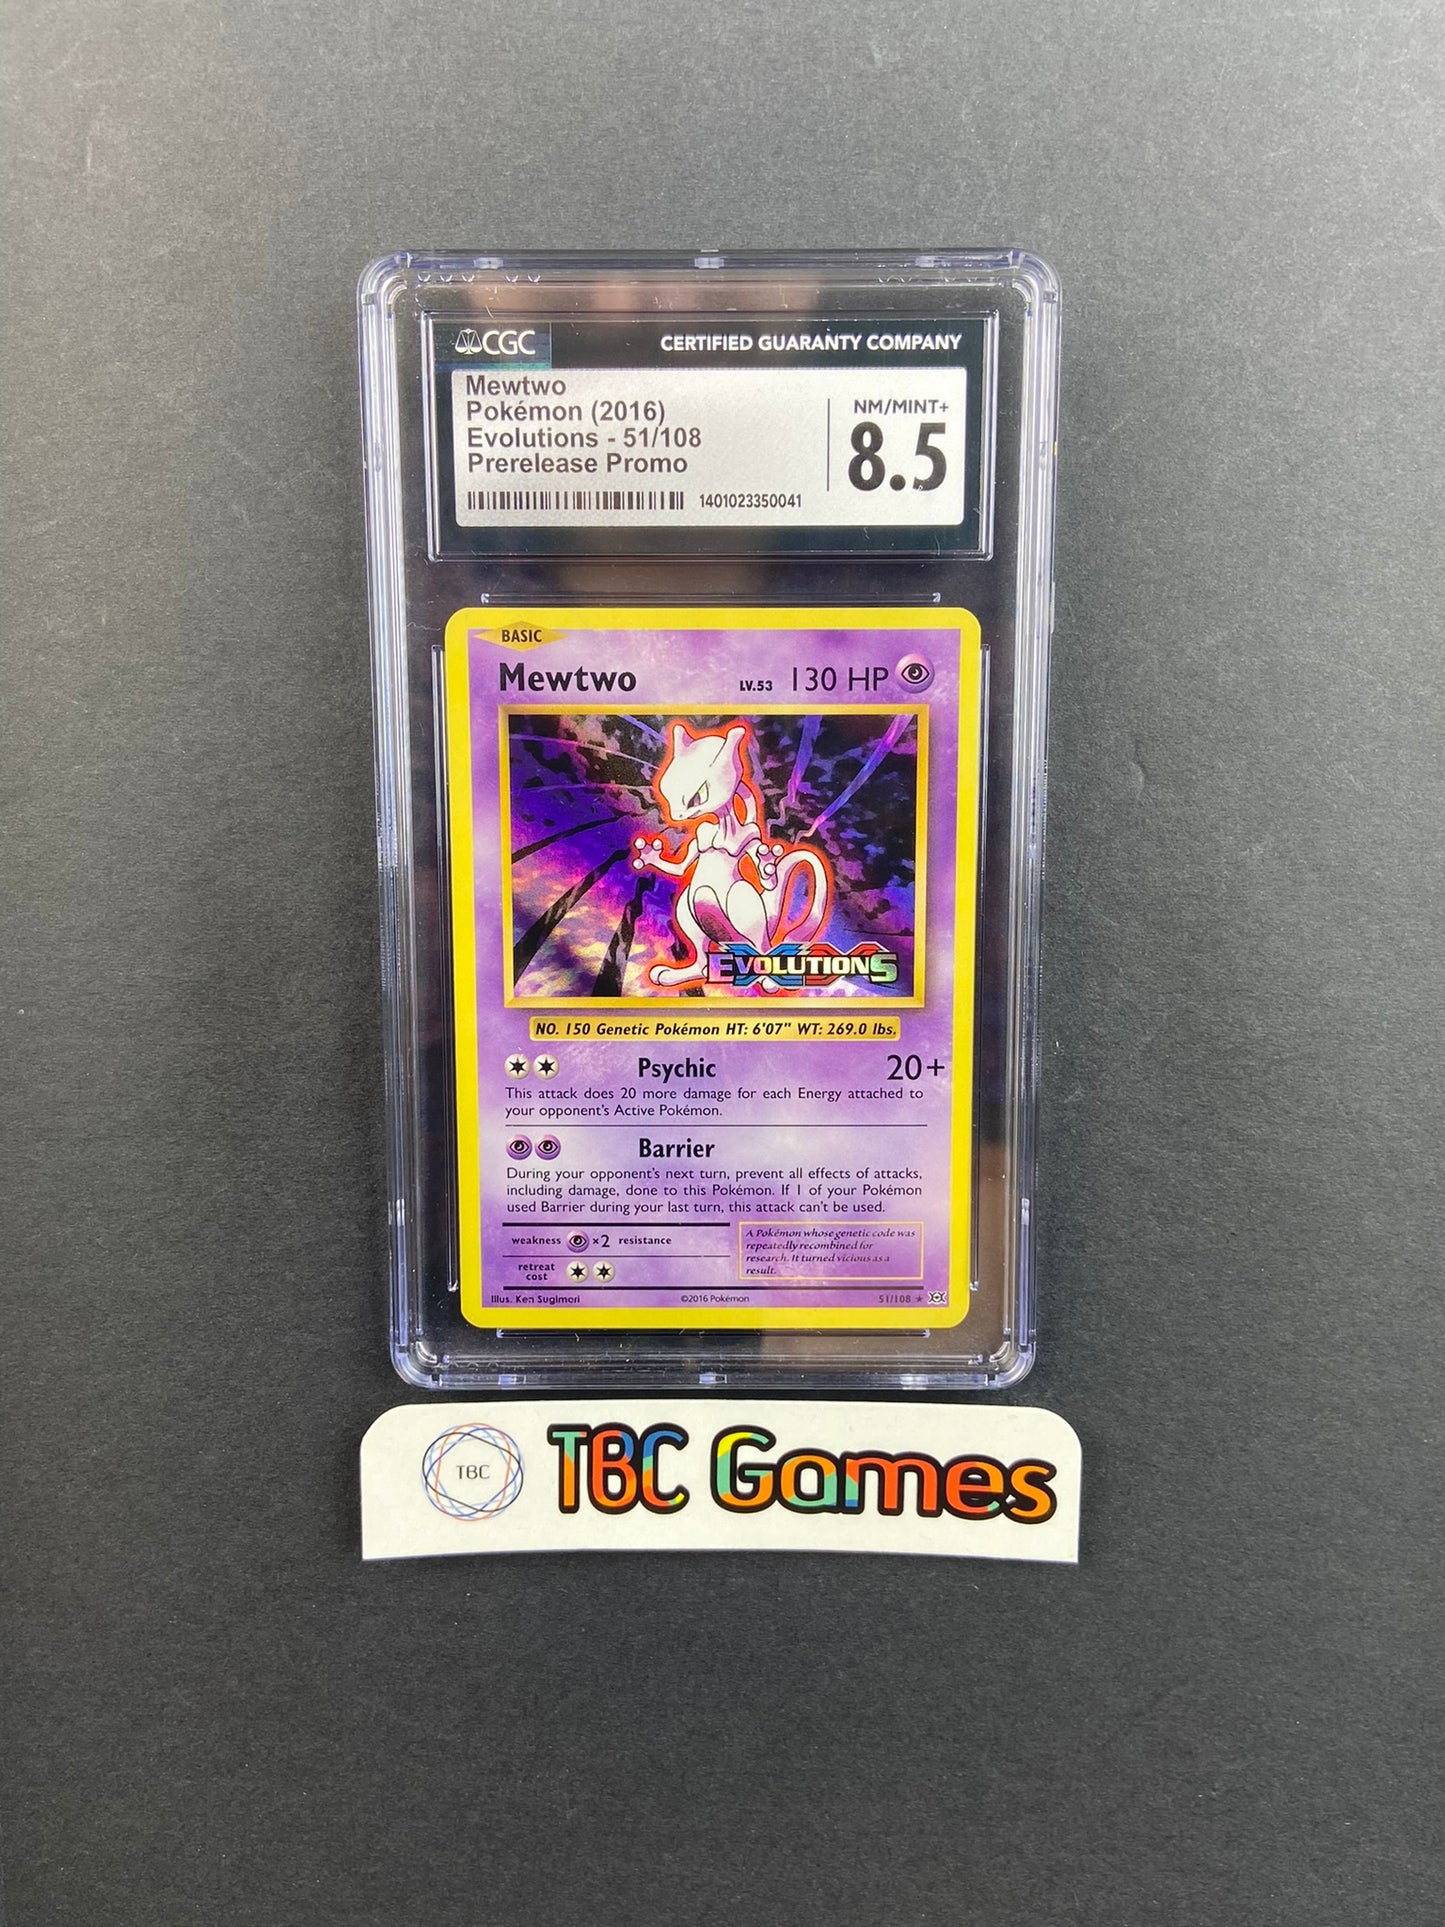 CGC
CERTIFIED GUARANTY COMPANY
Mewtwo
Pokémon (2016)
Evolutions - 51/108
Prerelease Promo
1401023350041
NM/MINT+
8.5
BASIC
Mewtwo
LV.53 130 HP
EVOLUTIONS
NO. 150 Genetic Pokémon HT: 6'07" WT: 269.0 lbs.
Psychic 20+
This attack does 20 more damage for each Energy attached to
your opponent's Active Pokémon.
Barrier
During your opponent's next turn, prevent all effects of attacks,
including damage, done to this Pokémon. If 1 of your Pokémon
used Barrier during your last turn, this attack can't be used.
weakness ×2 resistance
retreat
cost
A Pokémon whose genetic code was
repeatedly recombined for
research. It turned vicious as a
result.
Illus. Ken Sugimori
©2016 Pokémon
51/108 ★
TBC
TBC Games